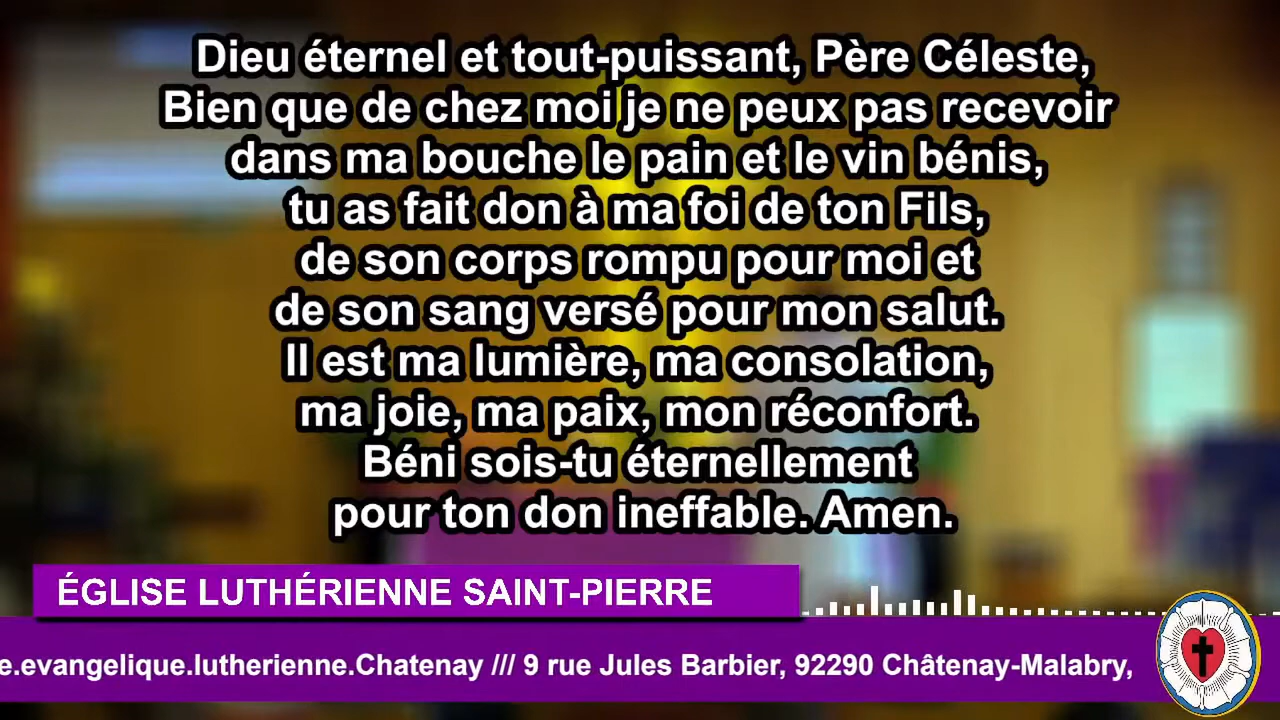 Dieu éternel et tout-puissant, Père Céleste,
Bien que de chez moi je ne peux pas recevoir
dans ma bouche le pain et le vin bénis,
tu as fait don à ma foi de ton Fils,
de son corps rompu pour moi et
de son sang versé pour mon salut.
Il est ma lumière, ma consolation,
ma joie, ma paix, mon réconfort.
Béni sois-tu éternellement
pour ton don ineffable. Amen.
ÉGLISE LUTHÉRIENNE SAINT-PIERRE
e.evangelique.lutherienne.Chatenay /// 9 rue Jules Barbier, 92290 Châtenay-Malabry,